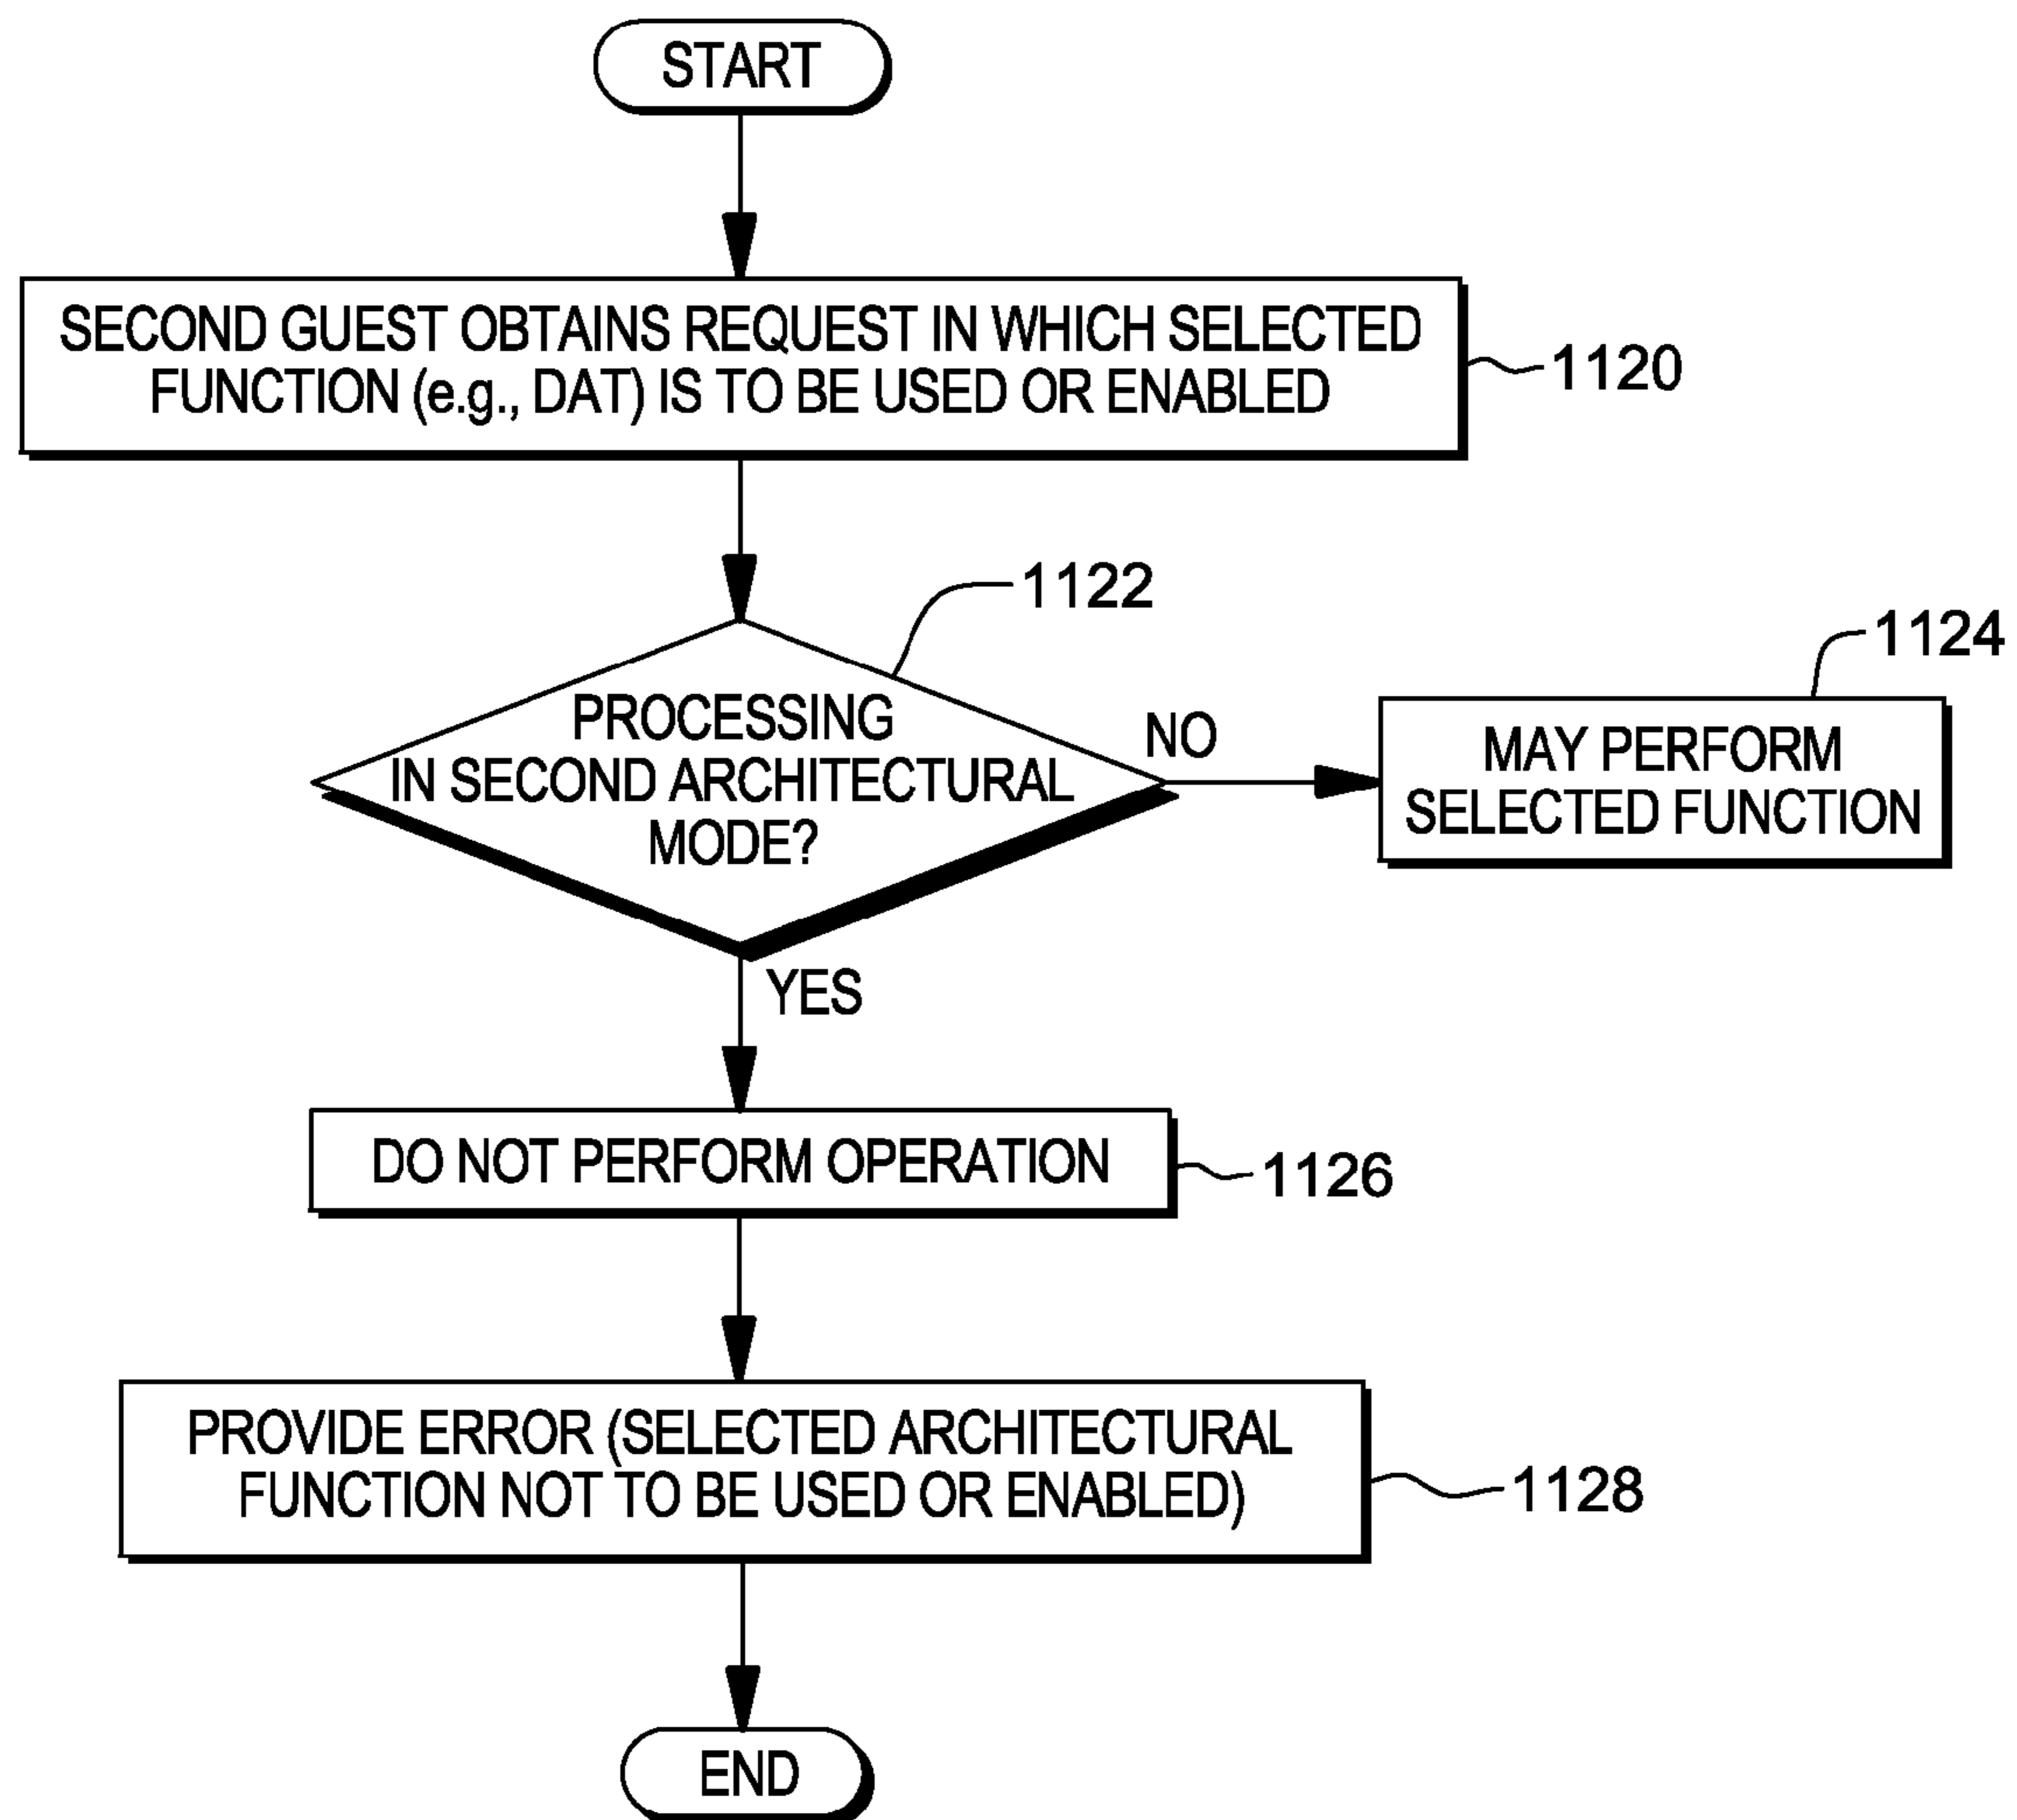 START
SECOND GUEST OBTAINS REQUEST IN WHICH SELECTED
FUNCTION (e.g., DAT) IS TO BE USED OR ENABLED
1120
1122
PROCESSING
IN SECOND ARCHITECTURAL
MODE?
NO
1124
MAY PERFORM
SELECTED FUNCTION
YES
DO NOT PERFORM OPERATION
1126
PROVIDE ERROR (SELECTED ARCHITECTURAL
FUNCTION NOT TO BE USED OR ENABLED)
1128
END